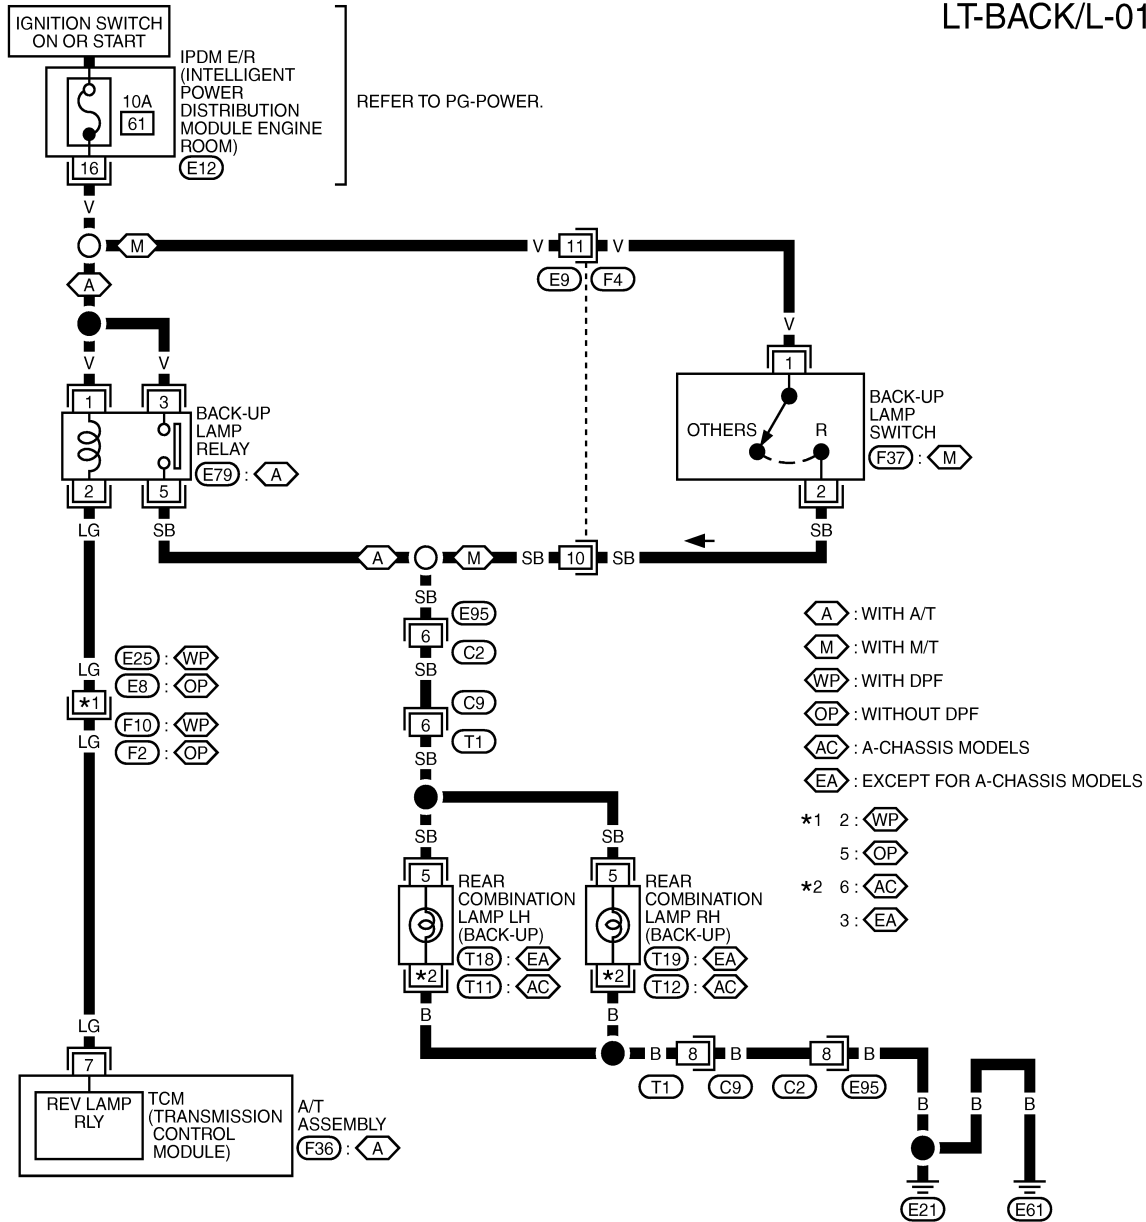 LT-BACK/L-01
IGNITION SWITCH
ON OR START
IPDM E/R
(INTELLIGENT
POWER
DISTRIBUTION
MODULE ENGINE
ROOM)
E12
10A
61
16
REFER TO PG-POWER.
V
M
V 11 V
E9 F4
A
V V
V
1 3
BACK-UP
LAMP
RELAY
E79 : A
2 5
LG SB
1
OTHERS R
BACK-UP
LAMP
SWITCH
F37 : M
2
SB
A M SB 10 SB
SB
E95
6
C2
SB
C9
6
T1
SB
LG
E25 : WP
E8 : OP
*1
F10 : WP
F2 : OP
LG
A : WITH A/T
M : WITH M/T
WP : WITH DPF
OP : WITHOUT DPF
AC : A-CHASSIS MODELS
EA : EXCEPT FOR A-CHASSIS MODELS
*1 2 : WP
5 : OP
*2 6 : AC
3 : EA
SB SB
5
REAR
COMBINATION
LAMP LH
(BACK-UP)
T18 : EA
T11 : AC
*2
B
5
REAR
COMBINATION
LAMP RH
(BACK-UP)
T19 : EA
T12 : AC
*2
B
B 8 B 8 B
T1 C9 C2 E95
B B B
E21 E61
LG
7
REV LAMP
RLY
TCM
(TRANSMISSION
CONTROL
MODULE)
A/T
ASSEMBLY
F36 : A